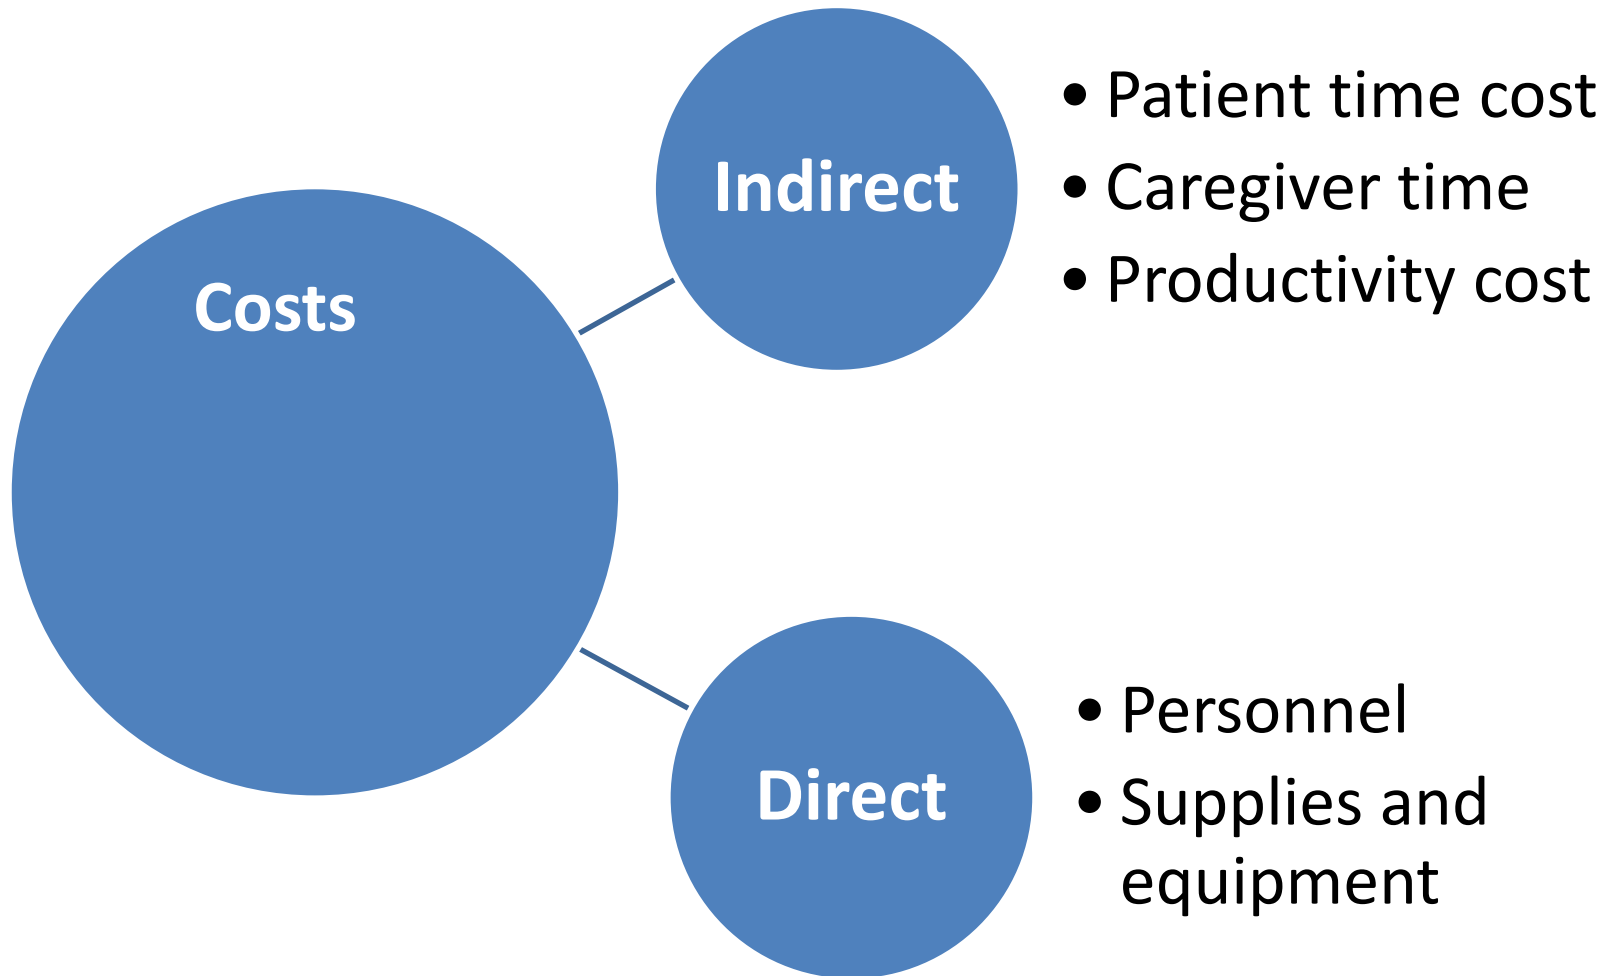 Costs
Indirect
• Patient time cost
• Caregiver time
• Productivity cost
Direct
• Personnel
• Supplies and
equipment